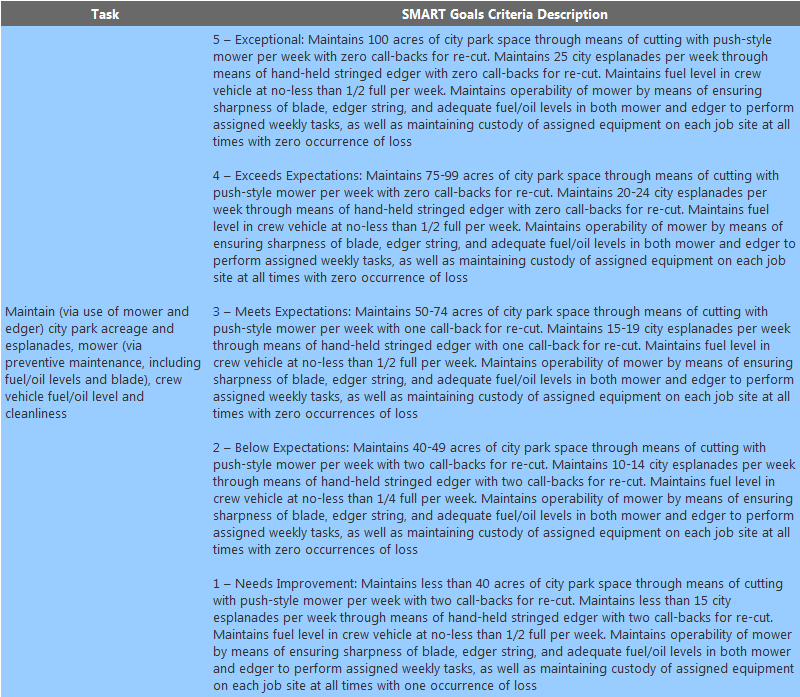 Task
SMART Goals Criteria Description
Maintain (via use of mower and
edger) city park acreage and
esplanades, mower (via
preventive maintenance, including
fuel/oil levels and blade), crew
vehicle fuel/oil level and
cleanliness
5 – Exceptional: Maintains 100 acres of city park space through means of cutting with push-style
mower per week with zero call-backs for re-cut. Maintains 25 city esplanades per week through
means of hand-held stringed edger with zero call-backs for re-cut. Maintains fuel level in crew
vehicle at no-less than 1/2 full per week. Maintains operability of mower by means of ensuring
sharpness of blade, edger string, and adequate fuel/oil levels in both mower and edger to perform
assigned weekly tasks, as well as maintaining custody of assigned equipment on each job site at all
times with zero occurrence of loss
4 – Exceeds Expectations: Maintains 75-99 acres of city park space through means of cutting with
push-style mower per week with zero call-backs for re-cut. Maintains 20-24 city esplanades per
week through means of hand-held stringed edger with zero call-backs for re-cut. Maintains fuel
level in crew vehicle at no-less than 1/2 full per week. Maintains operability of mower by means of
ensuring sharpness of blade, edger string, and adequate fuel/oil levels in both mower and edger to
perform assigned weekly tasks, as well as maintaining custody of assigned equipment on each job
site at all times with zero occurrence of loss
3 – Meets Expectations: Maintains 50-74 acres of city park space through means of cutting with
push-style mower per week with one call-back for re-cut. Maintains 15-19 city esplanades per week
through means of hand-held stringed edger with one call-back for re-cut. Maintains fuel level in
crew vehicle at no-less than 1/2 full per week. Maintains operability of mower by means of ensuring
sharpness of blade, edger string, and adequate fuel/oil levels in both mower and edger to perform
assigned weekly tasks, as well as maintaining custody of assigned equipment on each job site at all
times with zero occurrences of loss
2 – Below Expectations: Maintains 40-49 acres of city park space through means of cutting with
push-style mower per week with two call-backs for re-cut. Maintains 10-14 city esplanades per week
through means of hand-held stringed edger with two call-backs for re-cut. Maintains fuel level in
crew vehicle at no-less than 1/4 full per week. Maintains operability of mower by means of ensuring
sharpness of blade, edger string, and adequate fuel/oil levels in both mower and edger to perform
assigned weekly tasks, as well as maintaining custody of assigned equipment on each job site at all
times with zero occurrences of loss
1 – Needs Improvement: Maintains less than 40 acres of city park space through means of cutting
with push-style mower per week with two call-backs for re-cut. Maintains less than 15 city
esplanades per week through means of hand-held stringed edger with two call-backs for re-cut.
Maintains fuel level in crew vehicle at no-less than 1/2 full per week. Maintains operability of mower
by means of ensuring sharpness of blade, edger string, and adequate fuel/oil levels in both mower
and edger to perform assigned weekly tasks, as well as maintaining custody of assigned equipment
on each job site at all times with one occurrence of loss